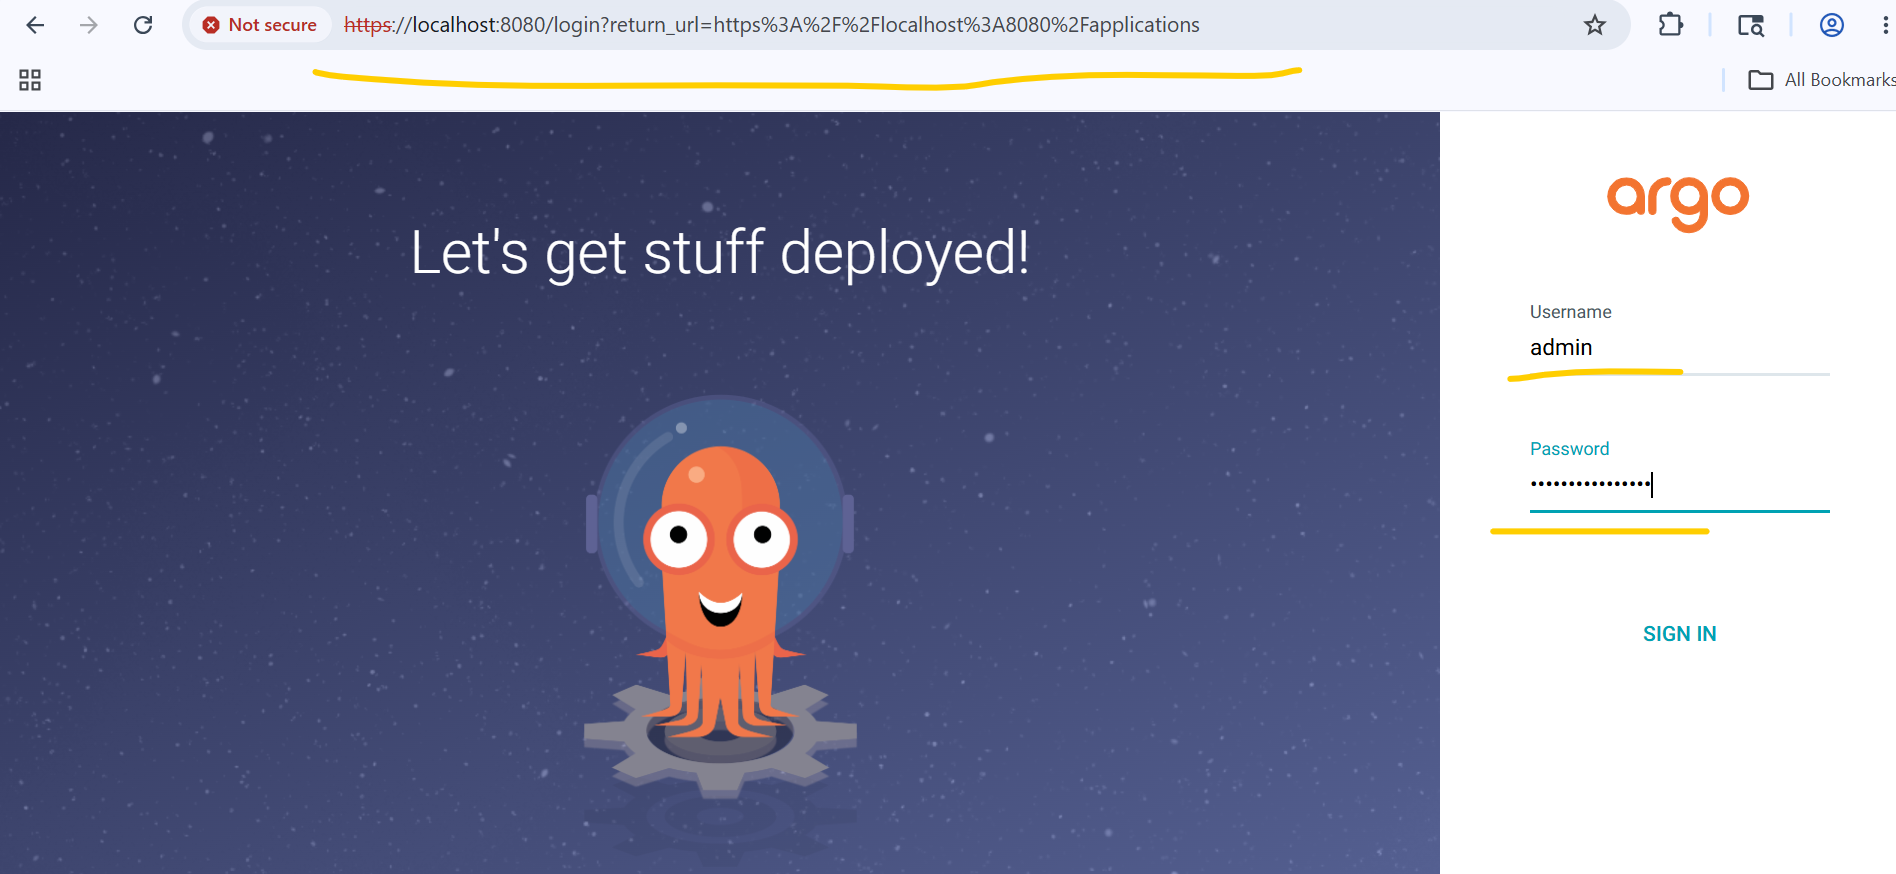 Not secure https://localhost:8080/login?return_url=https%3A%2F%2Flocalhost%3A8080%2Fapplications
All Bookmarks
Let's get stuff deployed!
argo
Username
admin
Password
••••••••••••••••
SIGN IN